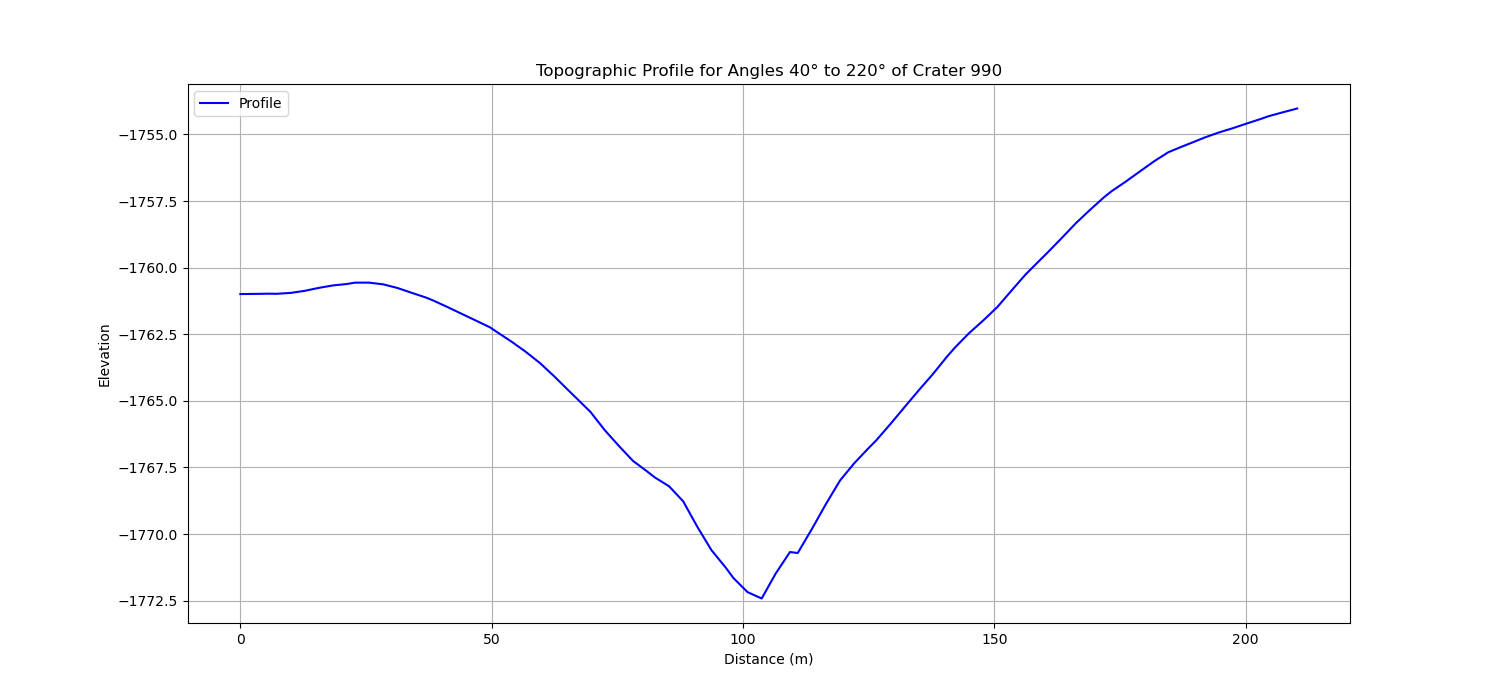 Topographic Profile for Angles 40° to 220° of Crater 990
Profile
−1755.0
−1757.5
−1760.0
−1762.5
−1765.0
−1767.5
−1770.0
−1772.5
Elevation
0 50 100 150 200
Distance (m)